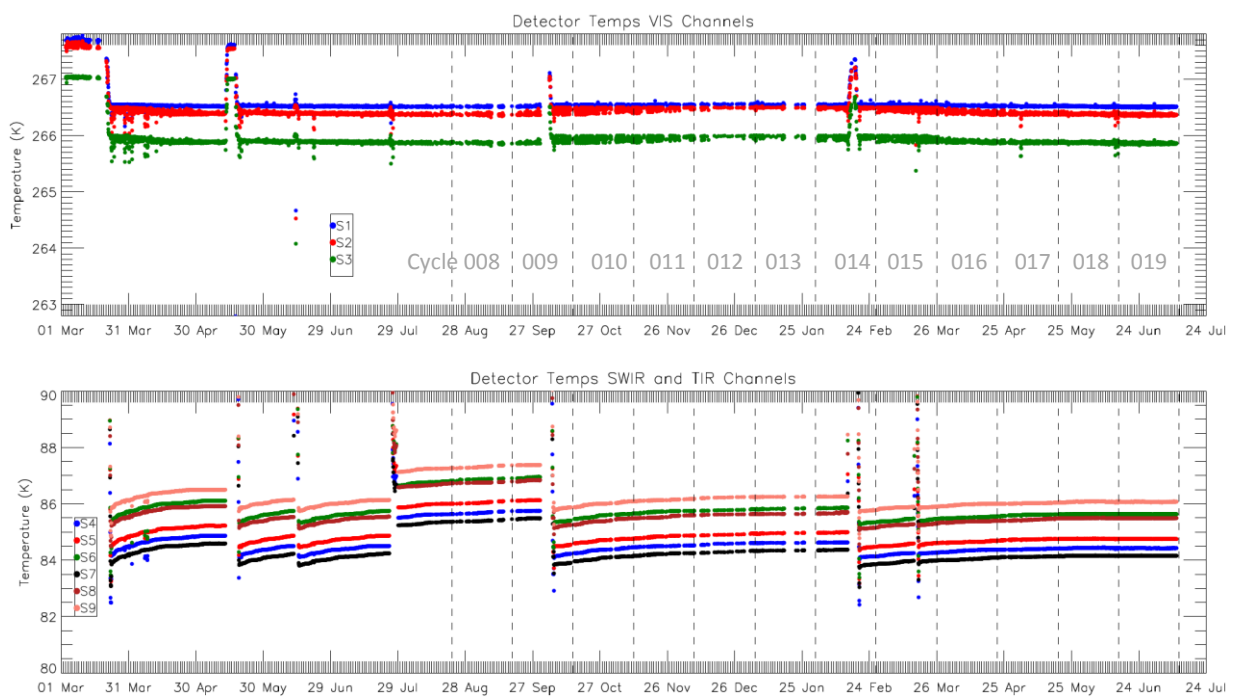 Detector Temps VIS Channels
Temperature (K)
267
266
265
264
263
S1
S2
S3
Cycle 008 009 010 011 012 013 014 015 016 017 018 019
01 Mar 31 Mar 30 Apr 30 May 29 Jun 29 Jul 28 Aug 27 Sep 27 Oct 26 Nov 26 Dec 25 Jan 24 Feb 26 Mar 25 Apr 25 May 24 Jun 24 Jul
Detector Temps SWIR and TIR Channels
Temperature (K)
90
88
86
84
82
80
S4
S5
S6
S7
S8
S9
01 Mar 31 Mar 30 Apr 30 May 29 Jun 29 Jul 28 Aug 27 Sep 27 Oct 26 Nov 26 Dec 25 Jan 24 Feb 26 Mar 25 Apr 25 May 24 Jun 24 Jul